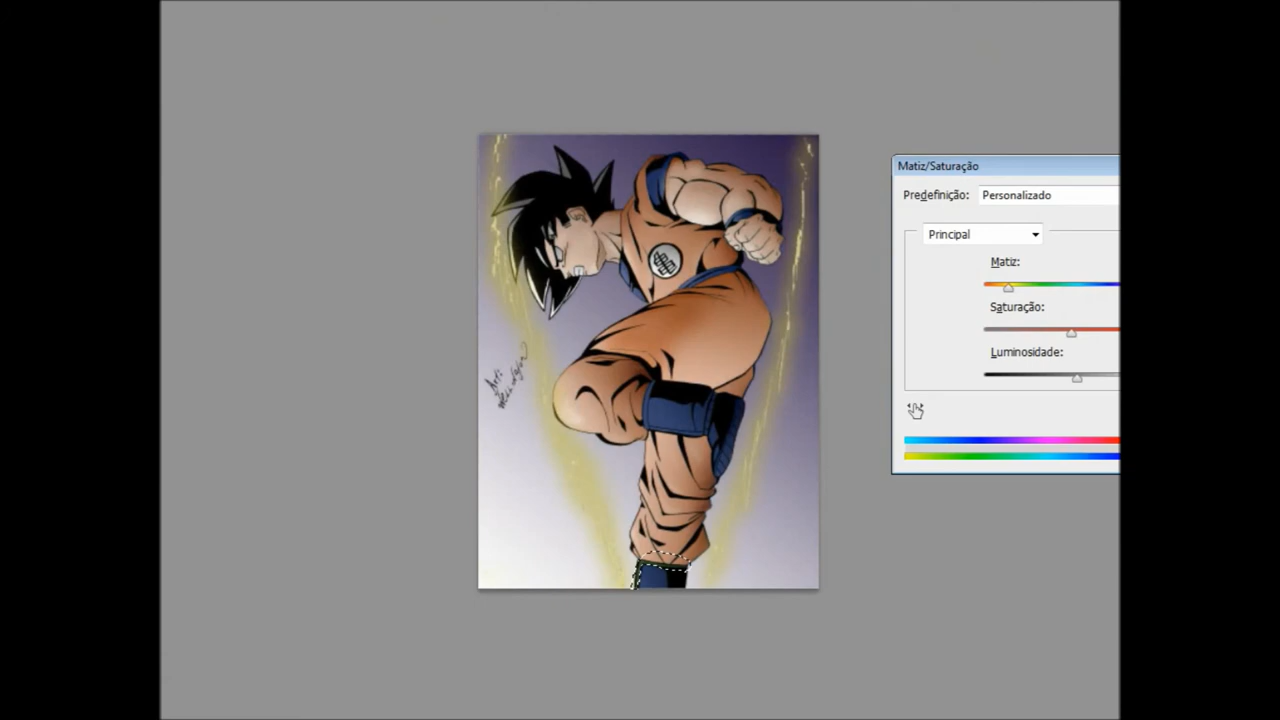 Matiz/Saturação
Predefinição: Personalizado
Principal
Matiz:
Saturação:
Luminosidade: